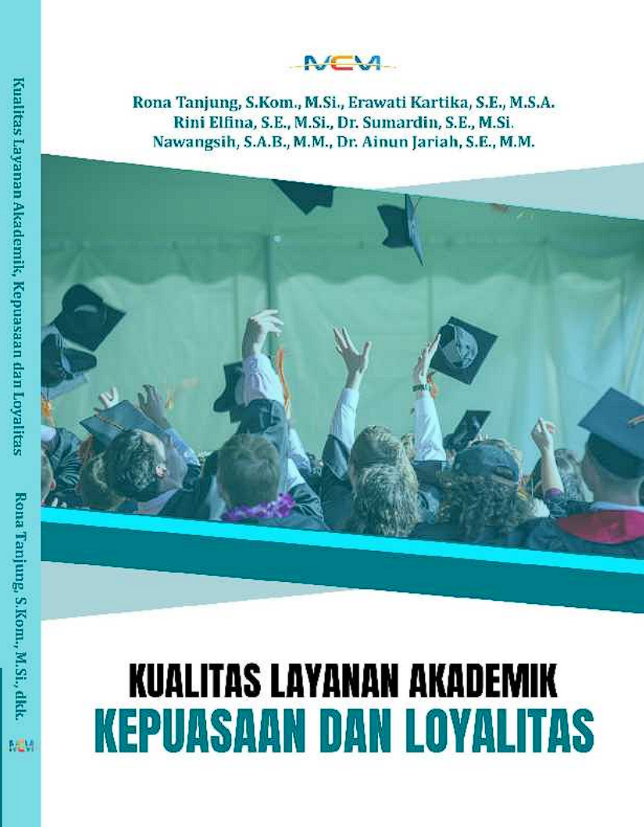 MCM
Rona Tanjung, S.Kom., M.Si., Erawati Kartika, S.E., M.S.A.
Rini Elfina, S.E., M.Si., Dr. Sumardin, S.E., M.Si.
Nawangsih, S.A.B., M.M., Dr. Ainun Jariah, S.E., M.M.
KUALITAS LAYANAN AKADEMIK
KEPUASAAN DAN LOYALITAS
Kualitas Layanan Akademik, Kepuasaan dan Loyalitas
Rona Tanjung, S.Kom., M.Si., dkk.
MCM